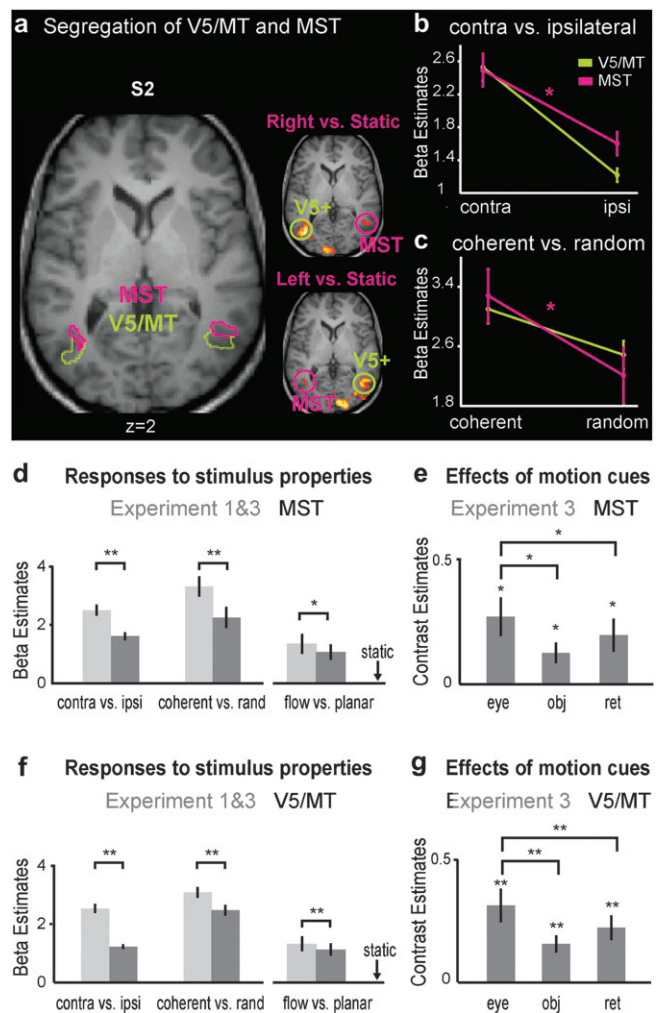 a Segregation of V5/MT and MST
S2
MST
V5/MT
z=2
Right vs. Static
V5+
MST
Left vs. Static
V5+
MST
b contra vs. ipsilateral
V5/MT
MST
*
Beta Estimates
2.6
2.2
1.8
1.4
1
contra ipsi
c coherent vs. random
*
Beta Estimates
3.4
2.6
1.8
coherent random
d Responses to stimulus properties
Experiment 1&3 MST
Beta Estimates
4
2
0
** ** *
static
contra vs. ipsi coherent vs. rand flow vs. planar
e Effects of motion cues
Experiment 3 MST
Contrast Estimates
0.5
0
*
*
* * *
eye obj ret
f Responses to stimulus properties
Experiment 1&3 V5/MT
Beta Estimates
4
2
0
** ** **
static
contra vs. ipsi coherent vs. rand flow vs. planar
g Effects of motion cues
Experiment 3 V5/MT
Contrast Estimates
0.5
0
**
**
** ** **
eye obj ret